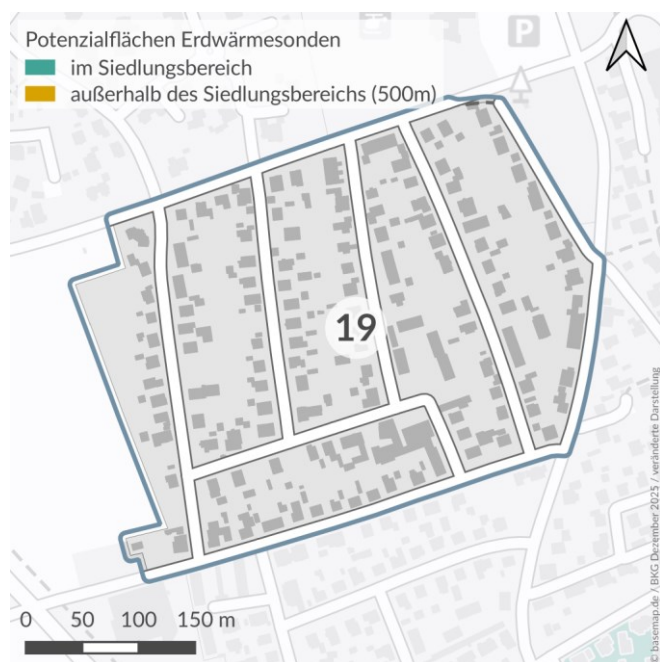 Potenzialflächen Erdwärmesonden
im Siedlungsbereich
außerhalb des Siedlungsbereichs (500m)
P
19
0 50 100 150 m
© basemap.de / BKG Dezember 2025 / veränderte Darstellung